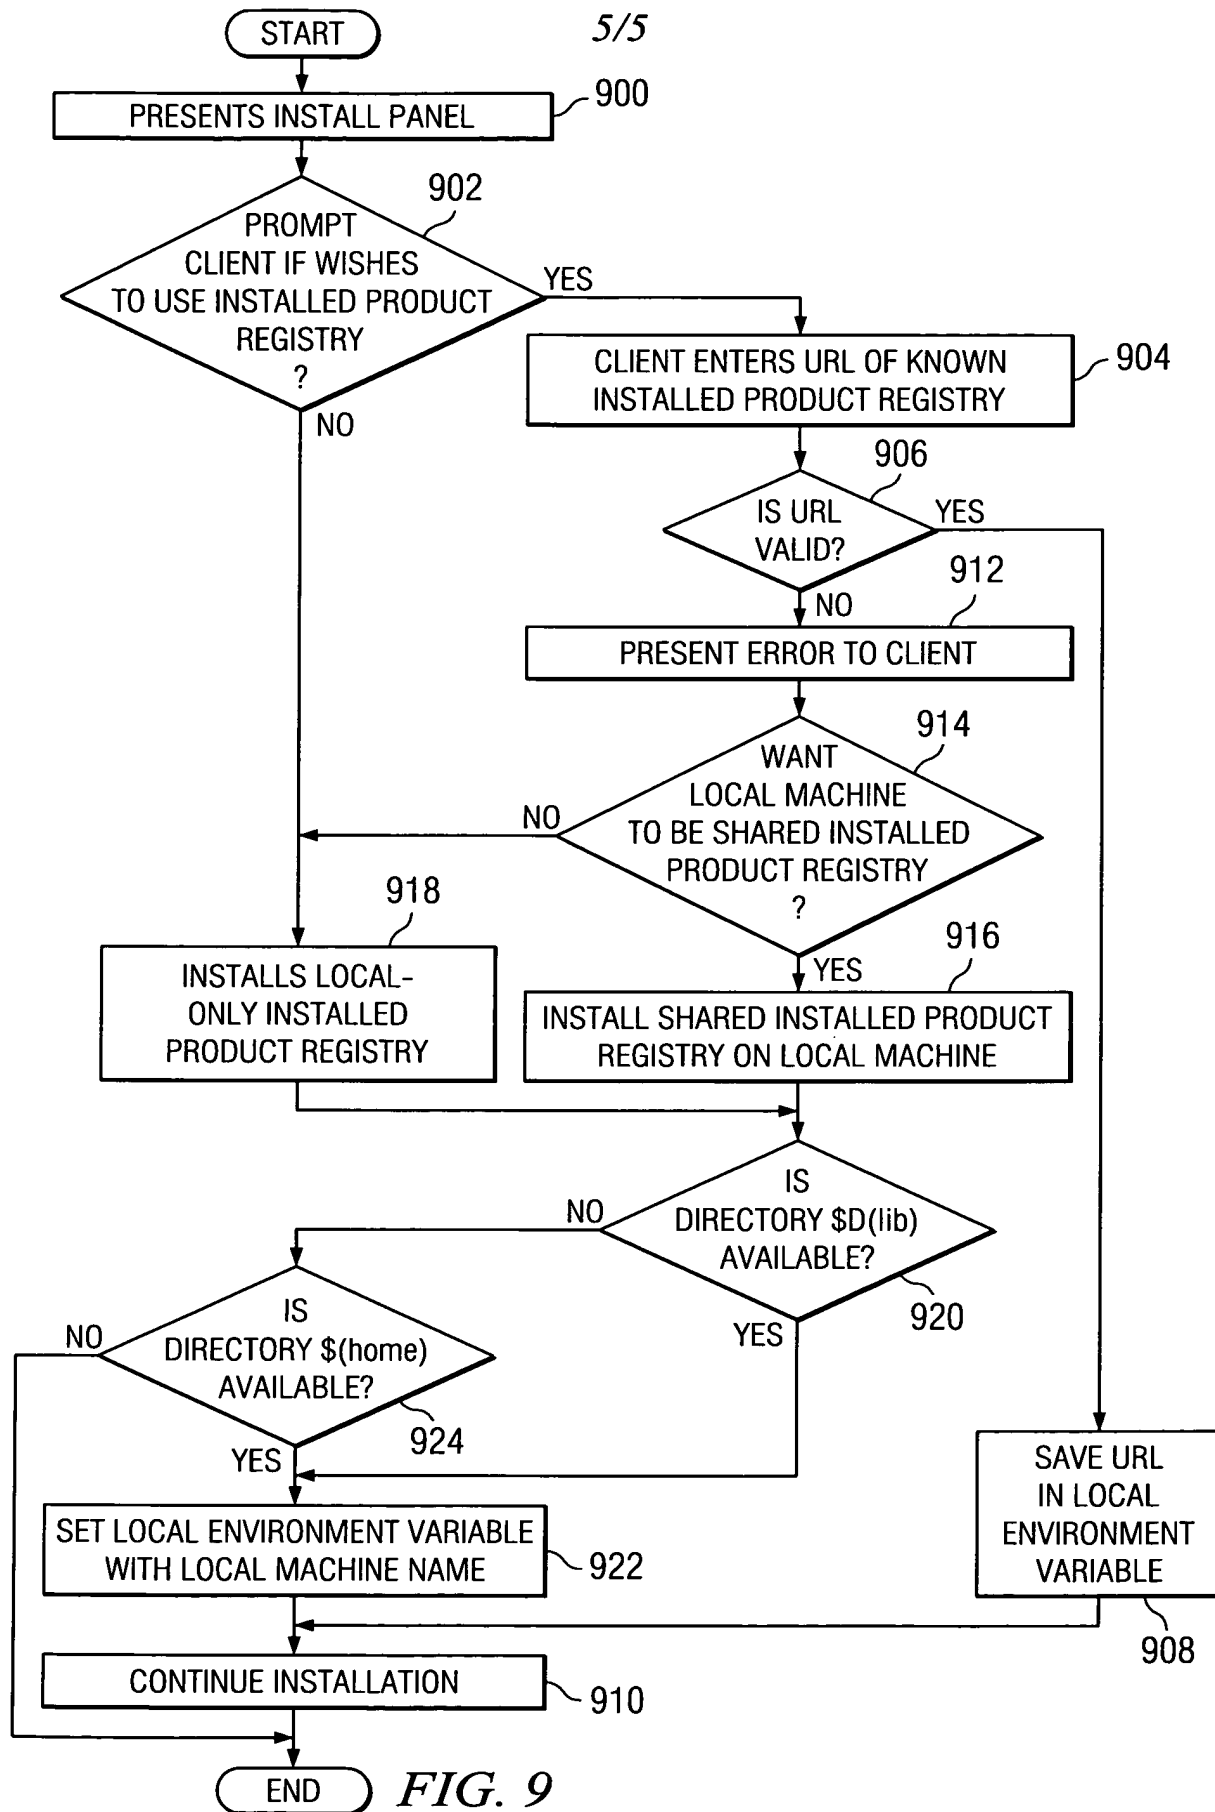 START
5/5
PRESENTS INSTALL PANEL
900
902
PROMPT
CLIENT IF WISHES
TO USE INSTALLED PRODUCT
REGISTRY
?
YES
NO
CLIENT ENTERS URL OF KNOWN
INSTALLED PRODUCT REGISTRY
904
906
IS URL
VALID?
YES
NO
912
PRESENT ERROR TO CLIENT
914
WANT
LOCAL MACHINE
TO BE SHARED INSTALLED
PRODUCT REGISTRY
?
NO
YES
918
INSTALLS LOCAL-
ONLY INSTALLED
PRODUCT REGISTRY
916
INSTALL SHARED INSTALLED PRODUCT
REGISTRY ON LOCAL MACHINE
IS
DIRECTORY $D(lib)
AVAILABLE?
NO
920
YES
IS
DIRECTORY $(home)
AVAILABLE?
NO
924
YES
SET LOCAL ENVIRONMENT VARIABLE
WITH LOCAL MACHINE NAME
922
SAVE URL
IN LOCAL
ENVIRONMENT
VARIABLE
908
CONTINUE INSTALLATION
910
END
FIG. 9